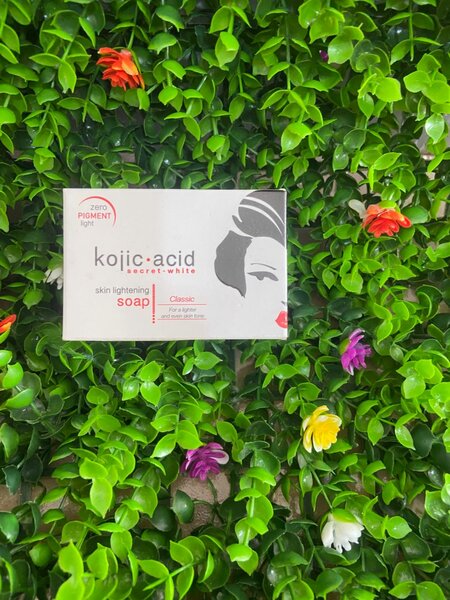 zero
PIGMENT
light
kojic•acid
secret-white
skin lightening
soap
Classic
For a lighter
and even skin tone